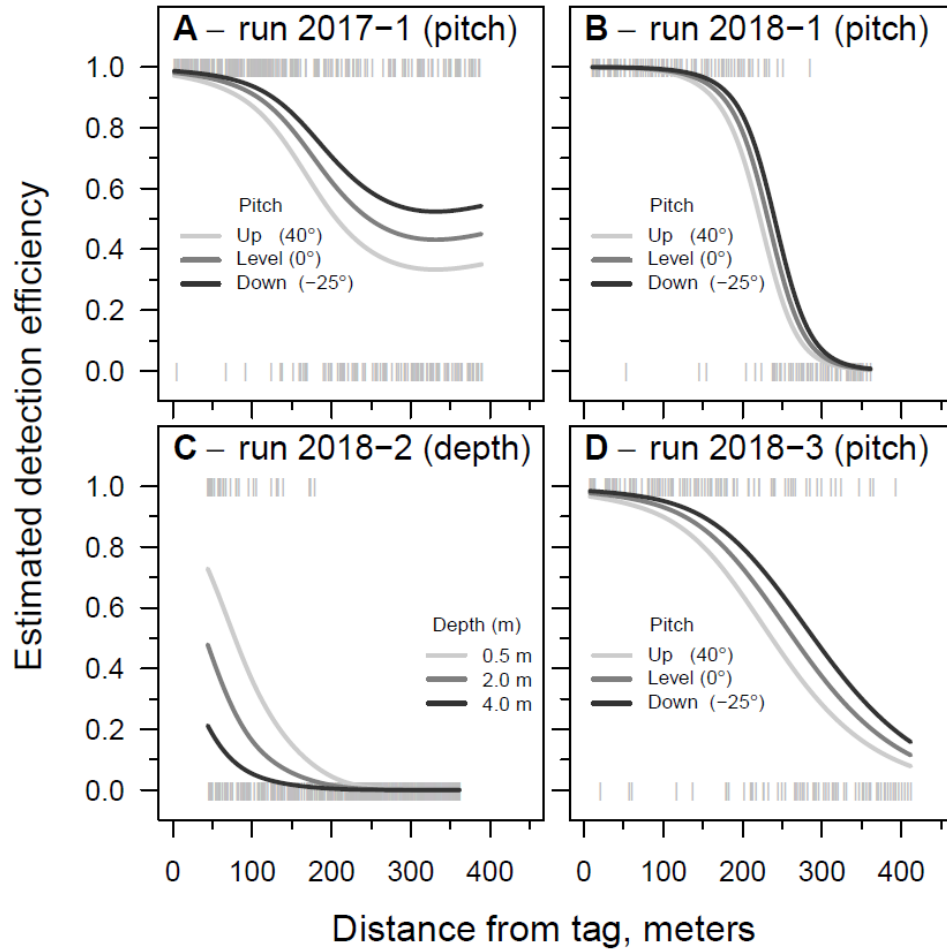 A – run 2017−1 (pitch)
B – run 2018−1 (pitch)
1.0
0.8
0.6
0.4
0.2
0.0
Pitch
Up (40°)
Level (0°)
Down (−25°)
Pitch
Up (40°)
Level (0°)
Down (−25°)
C – run 2018−2 (depth)
D – run 2018−3 (pitch)
1.0
0.8
0.6
0.4
0.2
0.0
Depth (m)
0.5 m
2.0 m
4.0 m
Pitch
Up (40°)
Level (0°)
Down (−25°)
0 100 200 300 400
0 100 200 300 400
Estimated detection efficiency
Distance from tag, meters